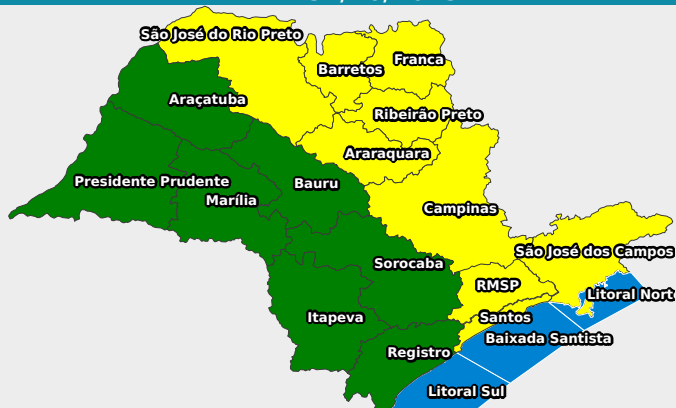 São José do Rio Preto
Franca
Barretos
Araçatuba
Ribeirão Preto
Araraquara
Presidente Prudente
Bauru
Marília
Campinas
São José dos Campos
Sorocaba
RMSP
Litoral Norte
Itapeva
Santos
Baixada Santista
Registro
Litoral Sul